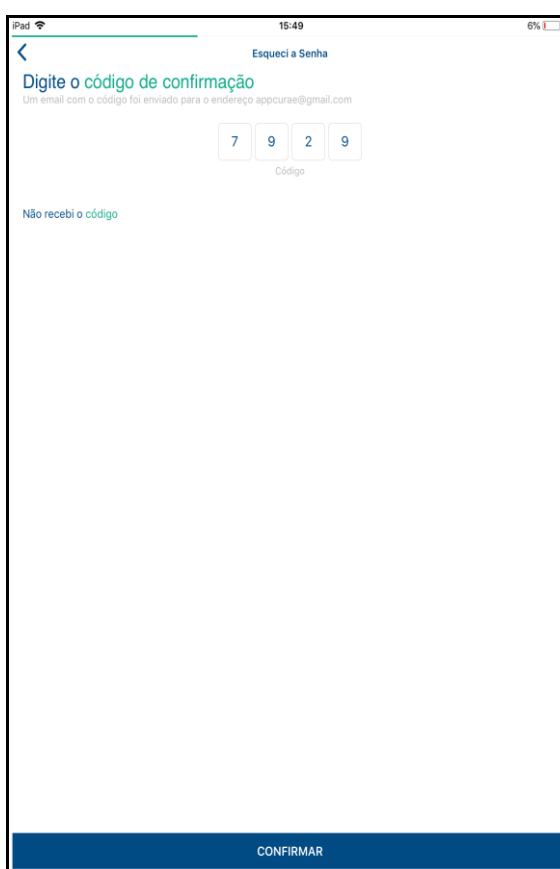 iPad 15:49 6%
Esqueci a Senha
Digite o código de confirmação
Um email com o código foi enviado para o endereço appcurae@gmail.com
7 9 2 9
Código
Não recebi o código
CONFIRMAR